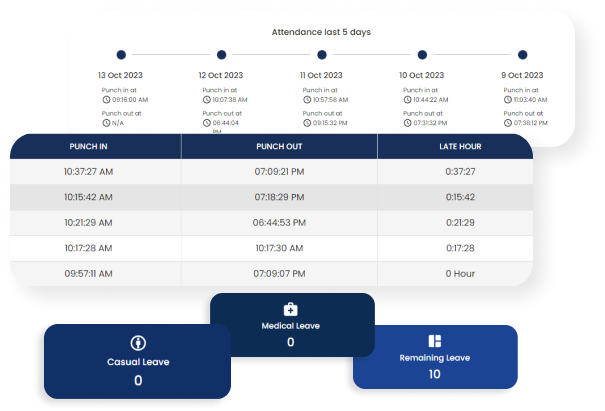 Attendance last 5 days
13 Oct 2023 12 Oct 2023 11 Oct 2023 10 Oct 2023 9 Oct 2023
Punch in at Punch in at Punch in at Punch in at Punch in at
09:16:00 AM 10:07:38 AM 10:57:58 AM 10:44:22 AM 11:03:40 AM
Punch out at Punch out at Punch out at Punch out at Punch out at
N/A 06:44:04 09:15:32 PM 07:31:32 PM 07:38:12 PM
PM
PUNCH IN PUNCH OUT LATE HOUR
10:37:27 AM 07:09:21 PM 0:37:27
10:15:42 AM 07:18:29 PM 0:15:42
10:21:29 AM 06:44:53 PM 0:21:29
10:17:28 AM 10:17:30 AM 0:17:28
09:57:11 AM 07:09:07 PM 0 Hour
Medical Leave
0
Casual Leave
0
Remaining Leave
10